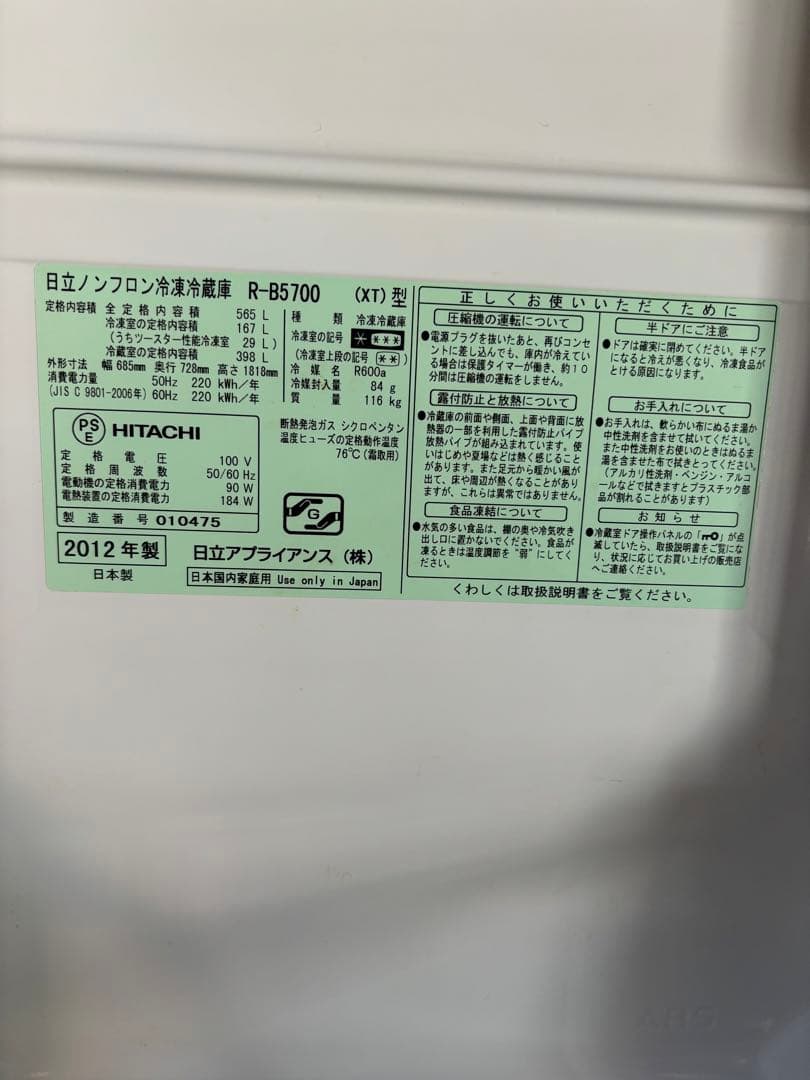 日立ノンフロン冷凍冷蔵庫 R-B5700 (XT)型
定格内容積 全定格内容積 565 L
冷凍室の定格内容積 167 L
(うちツースター性能冷凍室 29 L)
冷蔵室の定格内容積 398 L
外形寸法 幅 685mm 奥行 728mm 高さ 1818mm
消費電力量 50Hz 220 kWh/年
(JIS C 9801-2006年) 60Hz 220 kWh/年
種類 冷凍冷蔵庫
冷凍室の記号 ****
(冷凍室上段の記号 **)
冷媒名 R600a
冷媒封入量 84 g
質量 116 kg
PSE HITACHI
定格電圧 100 V
定格周波数 50/60 Hz
電動機の定格消費電力 90 W
電熱装置の定格消費電力 184 W
製造番号 010475
断熱発泡ガス シクロペンタン
温度ヒューズの定格動作温度
76℃(霜取用)
G
2012年製
日本製
日立アプライアンス(株)
日本国内家庭用 Use only in Japan
正しくお使いいただくために
圧縮機の運転について
●電源プラグを抜いたあと、再びコンセ
ントに差し込んでも、庫内が冷えてい
る場合は保護タイマーが働き、約10
分間は圧縮機の運転をしません。
露付防止と放熱について
●冷蔵庫の前面や側面、上面や背面に放
熱器の一部を利用した露付防止パイプ
放熱パイプが組み込まれています。使
いはじめや夏場などは熱く感じること
があります。また足元から暖かい風が
出て、床や周辺が熱くなることがあり
ますが、これらは異常ではありません。
食品凍結について
●水気の多い食品は、棚の奥や冷気吹き
出し口に置かないでください。食品が
凍るときは温度調節を“弱”にしてく
ださい。
半ドアにご注意
●ドアは確実に閉めてください。半ドア
になると冷えが悪くなり、冷凍食品が
とける原因になります。
お手入れについて
●お手入れは、軟らかい布にぬるま湯か
中性洗剤を含ませて拭いてください。
また中性洗剤をお使いのときはぬるま
湯を含ませた布で拭きとってください。
(アルカリ性洗剤・ベンジン・アルコ
ールなどで拭きますとプラスチック部
品が割れることがあります)
お知らせ
●冷蔵室ドア操作パネルの「」が点
滅していたら、取扱説明書をご覧にな
り、状況に応じてお買い上げの販売店
へご連絡ください。
くわしくは取扱説明書をご覧ください。